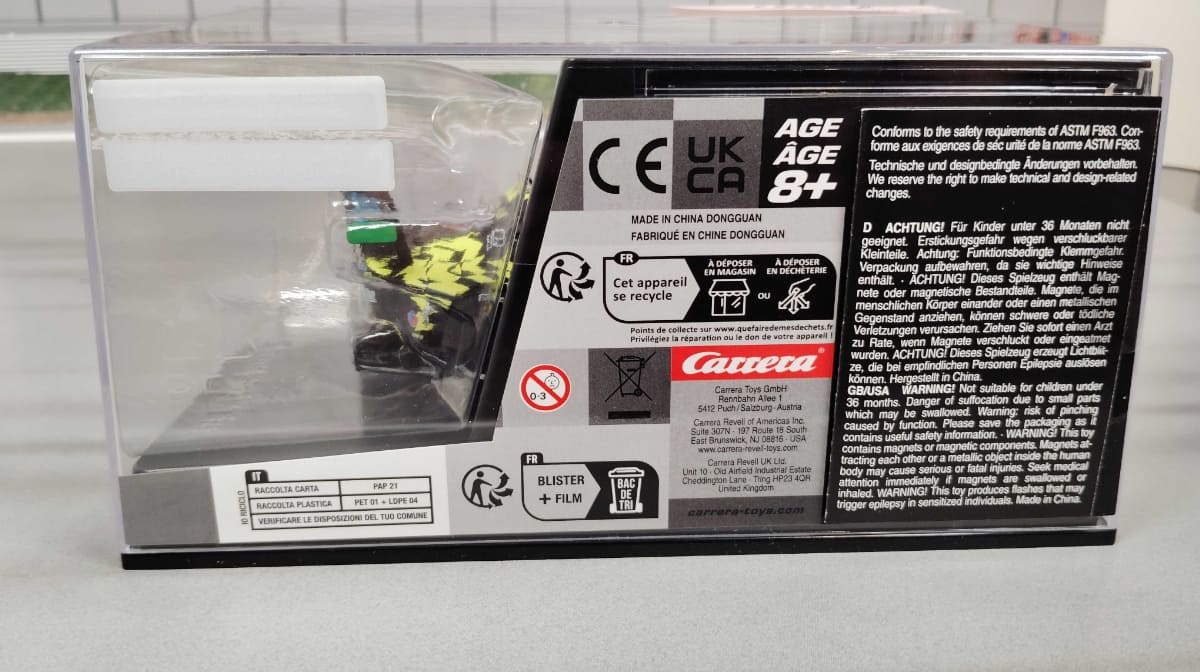 CE
UK
CA
AGE
ÂGE
8+
MADE IN CHINA DONGGUAN
FABRIQUÉ EN CHINE DONGGUAN
FR
Cet appareil
se recycle
À DÉPOSER
EN MAGASIN
OU
À DÉPOSER
EN DÉCHÈTERIE
Points de collecte sur www.quefairedemesdechets.fr
Privilégiez la réparation ou le don de votre appareil !
0-3
Carrera®
Carrera Toys GmbH
Rennbahn Allee 1
5412 Puch/Salzburg · Austria
Carrera Revell of Americas Inc.
Suite 307N · 197 Route 18 South
East Brunswick, NJ 08816 · USA
www.carrera-revell-toys.com
Carrera Revell UK Ltd.
Unit 10 · Old Airfield Industrial Estate
Cheddington Lane · Tring HP23 4QR
United Kingdom
carrera-toys.com
FR
BLISTER
+ FILM
BAC
DE
TRI
IO RICICLO
IT
RACCOLTA CARTA PAP 21
RACCOLTA PLASTICA PET 01 + LDPE 04
VERIFICARE LE DISPOSIZIONI DEL TUO COMUNE
Conforms to the safety requirements of ASTM F963. Con-
forme aux exigences de séc urité de la norme ASTM F963.
Technische und designbedingte Änderungen vorbehalten.
We reserve the right to make technical and design-related
changes.
D ACHTUNG! Für Kinder unter 36 Monaten nicht
geeignet. Erstickungsgefahr wegen verschluckbarer
Kleinteile. Achtung: Funktionsbedingte Klemmgefahr.
Verpackung aufbewahren, da sie wichtige Hinweise
enthält. · ACHTUNG! Dieses Spielzeug enthält Mag-
nete oder magnetische Bestandteile. Magnete, die im
menschlichen Körper einander oder einen metallischen
Gegenstand anziehen, können schwere oder tödliche
Verletzungen verursachen. Ziehen Sie sofort einen Arzt
zu Rate, wenn Magnete verschluckt oder eingeatmet
wurden. ACHTUNG! Dieses Spielzeug erzeugt Lichtblit-
ze, die bei empfindlichen Personen Epilepsie auslösen
können. Hergestellt in China.
GB/USA WARNING! Not suitable for children under
36 months. Danger of suffocation due to small parts
which may be swallowed. Warning: risk of pinching
caused by function. Please save the packaging as it
contains useful safety information. · WARNING! This toy
contains magnets or magnetic components. Magnets at-
tracting each other or a metallic object inside the human
body may cause serious or fatal injuries. Seek medical
attention immediately if magnets are swallowed or
inhaled. WARNING! This toy produces flashes that may
trigger epilepsy in sensitized individuals. Made in China.